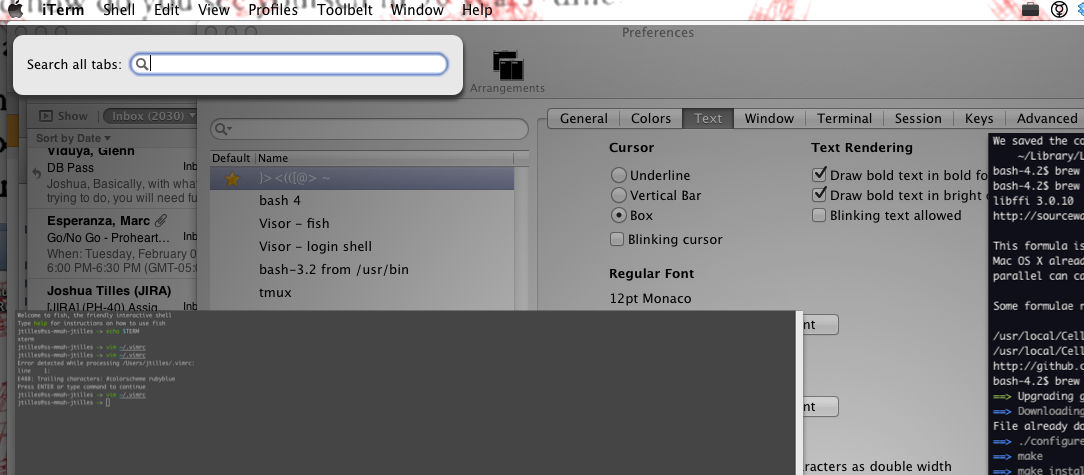 iTerm Shell Edit View Profiles Toolbelt Window Help
Preferences
Search all tabs:
Arrangements
Show Inbox (2030)
Sort by Date
Viduya, Glenn
DB Pass Inb
Joshua, Basically, with wha
trying to do, you will need fu
Esperanza, Marc
Go/No Go - Proheart... Inb
When: Tuesday, February 0
6:00 PM-6:30 PM (GMT-05:
Joshua Tilles (JIRA)
[JIRA] (PH-40) Assig... Inb
Default Name
]> <(([@> ~
bash 4
Visor – fish
Visor – login shell
bash-3.2 from /usr/bin
tmux
General Colors Text Window Terminal Session Keys Advanced
Cursor
Underline
Vertical Bar
Box
Blinking cursor
Text Rendering
Draw bold text in bold fo
Draw bold text in bright
Blinking text allowed
Regular Font
12pt Monaco
nt
nt
racters as double width
We saved the co
~/Library/L
bash-4.2$ brew
bash-4.2$ brew
libffi 3.0.10
http://sourcewa
This formula is
Mac OS X alread
parallel can ca
Some formulae r
/usr/local/Cell
/usr/local/Cell
http://github.c
bash-4.2$ brew
==> Upgrading g
==> Downloading
File already do
==> ./configure
==> make
==> make instal
Welcome to fish, the friendly interactive shell
Type help for instructions on how to use fish
jtilles@ss-mmah-jtilles -> echo $TERM
xterm
jtilles@ss-mmah-jtilles -> vim ~/.vimrc
jtilles@ss-mmah-jtilles -> vim ~/.vimrc
Error detected while processing /Users/jtilles/.vimrc:
line 1:
E488: Trailing characters: #colorscheme rubyblue
Press ENTER or type command to continue
jtilles@ss-mmah-jtilles -> vim ~/.vimrc
jtilles@ss-mmah-jtilles ->